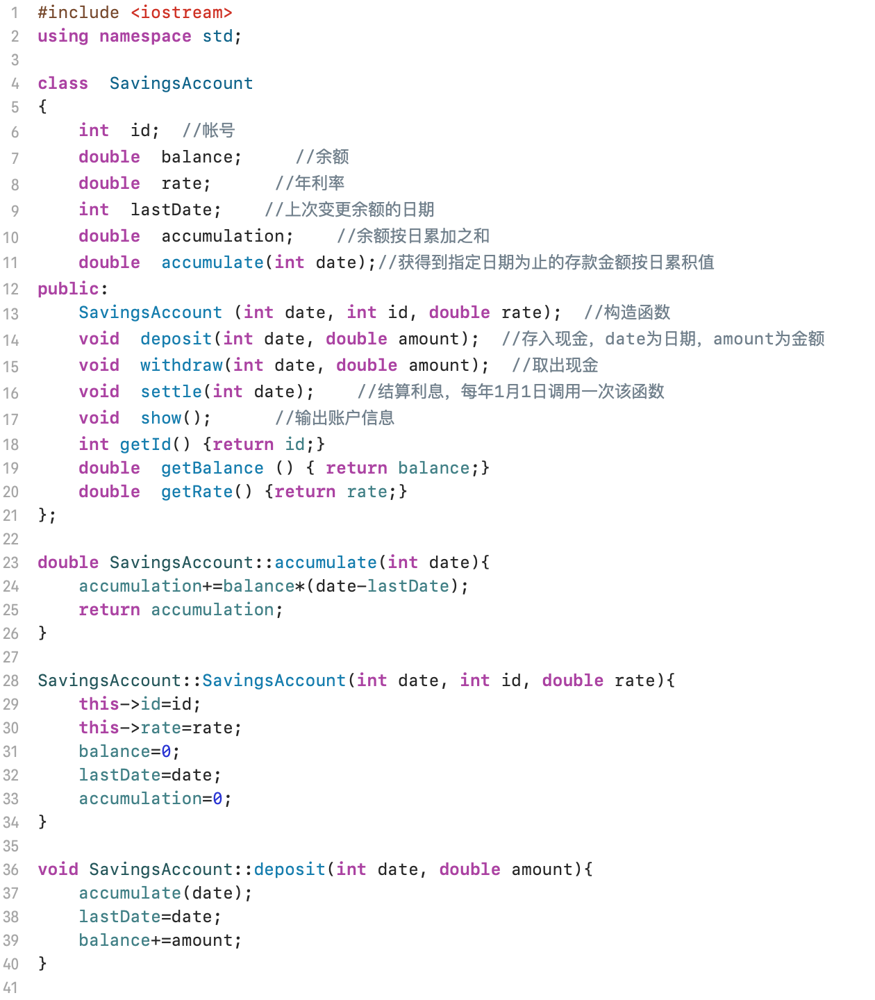 1 #include <iostream>
2 using namespace std;
3
4 class  SavingsAccount
5 {
6     int  id;  //帐号
7     double  balance;     //余额
8     double  rate;      //年利率
9     int  lastDate;    //上次变更余额的日期
10     double  accumulation;    //余额按日累加之和
11     double  accumulate(int date);//获得到指定日期为止的存款金额按日累积值
12 public:
13     SavingsAccount (int date, int id, double rate);  //构造函数
14     void  deposit(int date, double amount);  //存入现金，date为日期，amount为金额
15     void  withdraw(int date, double amount);  //取出现金
16     void  settle(int date);    //结算利息，每年1月1日调用一次该函数
17     void  show();      //输出账户信息
18     int getId() {return id;}
19     double  getBalance () { return balance;}
20     double  getRate() {return rate;}
21 };
22
23 double SavingsAccount::accumulate(int date){
24     accumulation+=balance*(date-lastDate);
25     return accumulation;
26 }
27
28 SavingsAccount::SavingsAccount(int date, int id, double rate){
29     this->id=id;
30     this->rate=rate;
31     balance=0;
32     lastDate=date;
33     accumulation=0;
34 }
35
36 void SavingsAccount::deposit(int date, double amount){
37     accumulate(date);
38     lastDate=date;
39     balance+=amount;
40 }
41